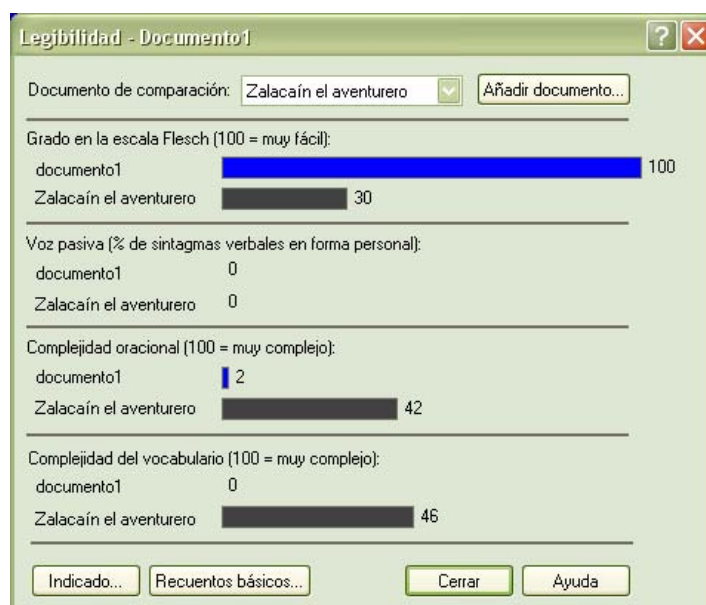 Legibilidad - Documento1
Documento de comparación: Zalacaín el aventurero Añadir documento...
Grado en la escala Flesch (100 = muy fácil):
documento1 100
Zalacaín el aventurero 30
Voz pasiva (% de sintagmas verbales en forma personal):
documento1 0
Zalacaín el aventurero 0
Complejidad oracional (100 = muy complejo):
documento1 2
Zalacaín el aventurero 42
Complejidad del vocabulario (100 = muy complejo):
documento1 0
Zalacaín el aventurero 46
Indicado... Recuentos básicos... Cerrar Ayuda